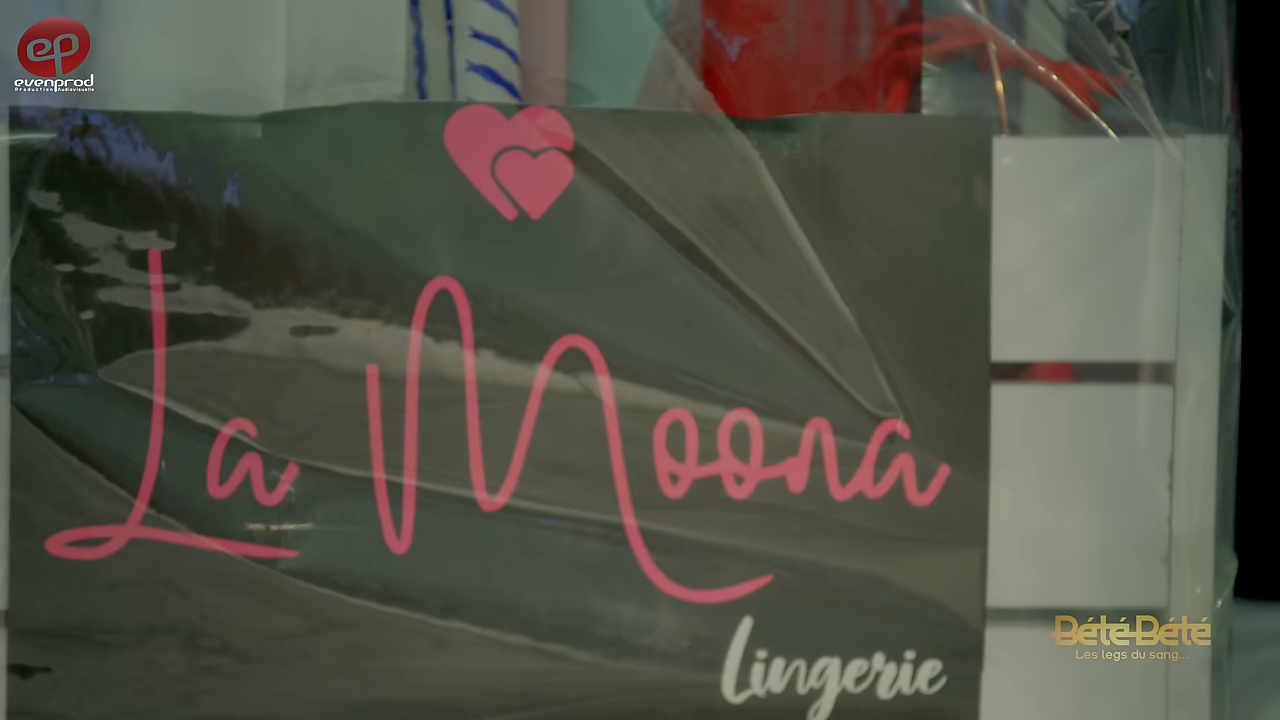 ep
evenprod
Production Audiovisuelle
La Moona
Lingerie
Bété-Bété
Les legs du sang...